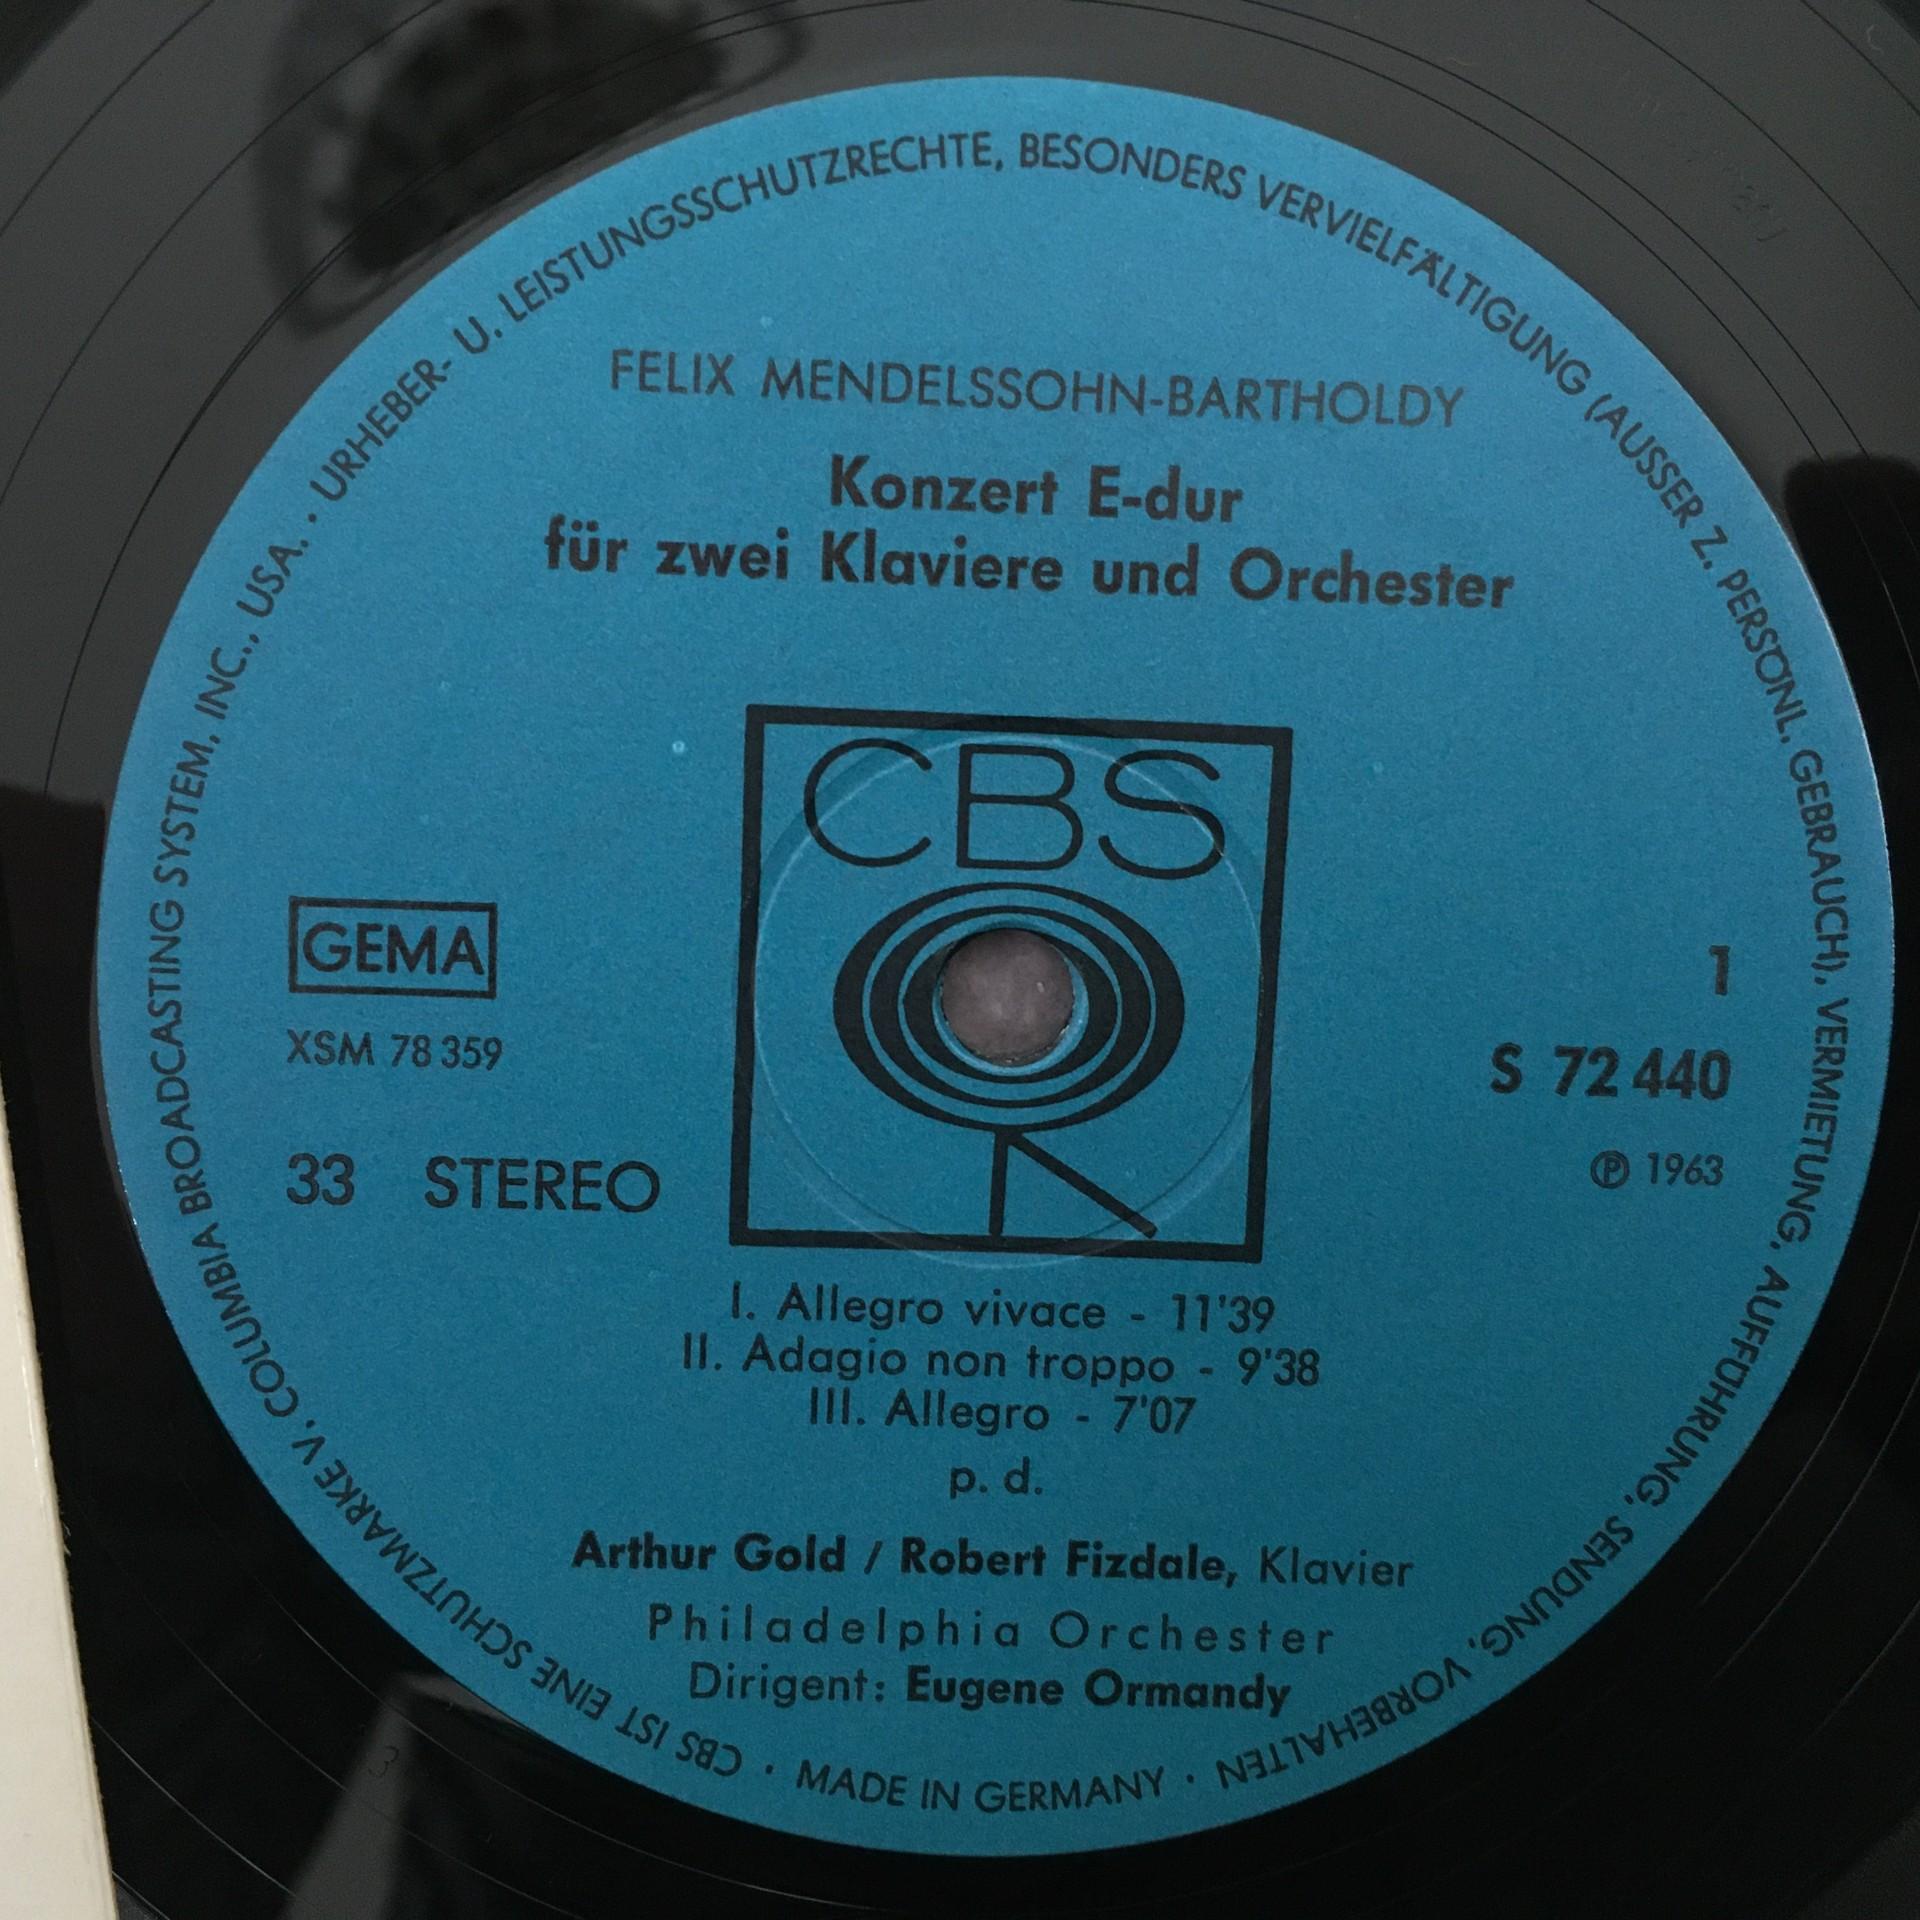 FELIX MENDELSSOHN-BARTHOLDY
Konzert E-dur
für zwei Klaviere und Orchester
CBS
GEMA
XSM 78 359
33 STEREO
1
S 72 440
℗ 1963
I. Allegro vivace - 11'39
II. Adagio non troppo - 9'38
III. Allegro - 7'07
p. d.
Arthur Gold / Robert Fizdale, Klavier
Philadelphia Orchester
Dirigent: Eugene Ormandy
CBS IST EINE SCHUTZMARKE V. COLUMBIA BROADCASTING SYSTEM, INC., USA. · URHEBER- U. LEISTUNGSSCHUTZRECHTE, BESONDERS VERVIELFÄLTIGUNG (AUSSER Z. PERSÖNL. GEBRAUCH), VERMIETUNG, AUFFÜHRUNG, SENDUNG, VORBEHALTEN · MADE IN GERMANY ·
3